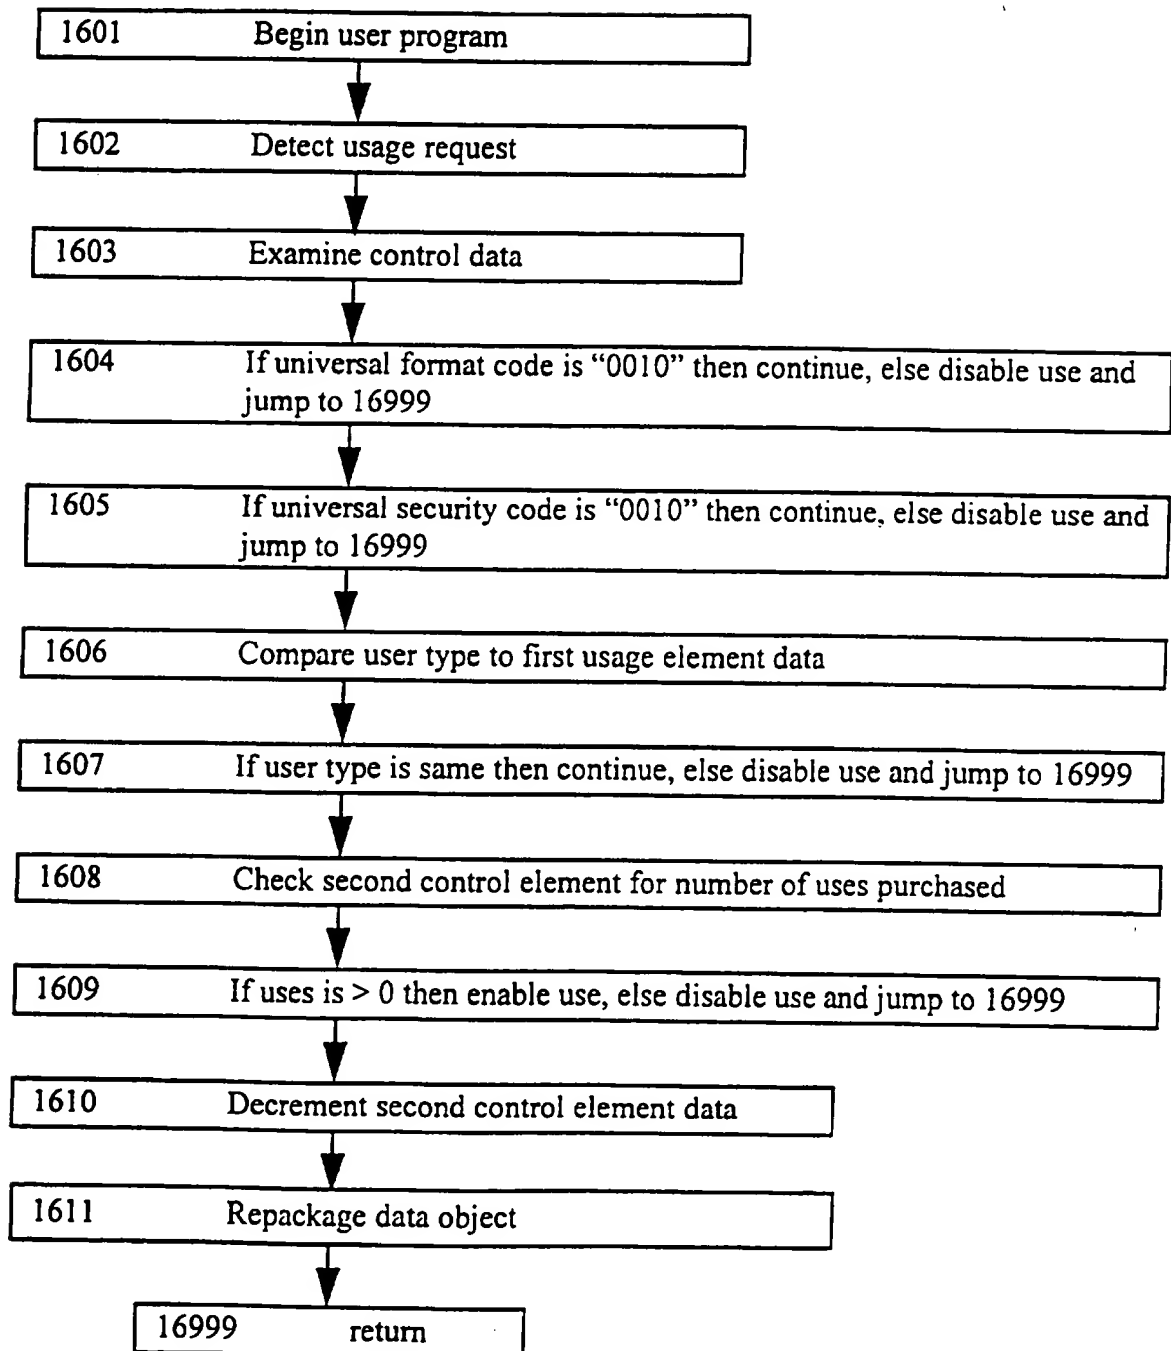 1601 Begin user program
1602 Detect usage request
1603 Examine control data
1604 If universal format code is “0010” then continue, else disable use and
jump to 16999
1605 If universal security code is “0010” then continue, else disable use and
jump to 16999
1606 Compare user type to first usage element data
1607 If user type is same then continue, else disable use and jump to 16999
1608 Check second control element for number of uses purchased
1609 If uses is > 0 then enable use, else disable use and jump to 16999
1610 Decrement second control element data
1611 Repackage data object
16999 return